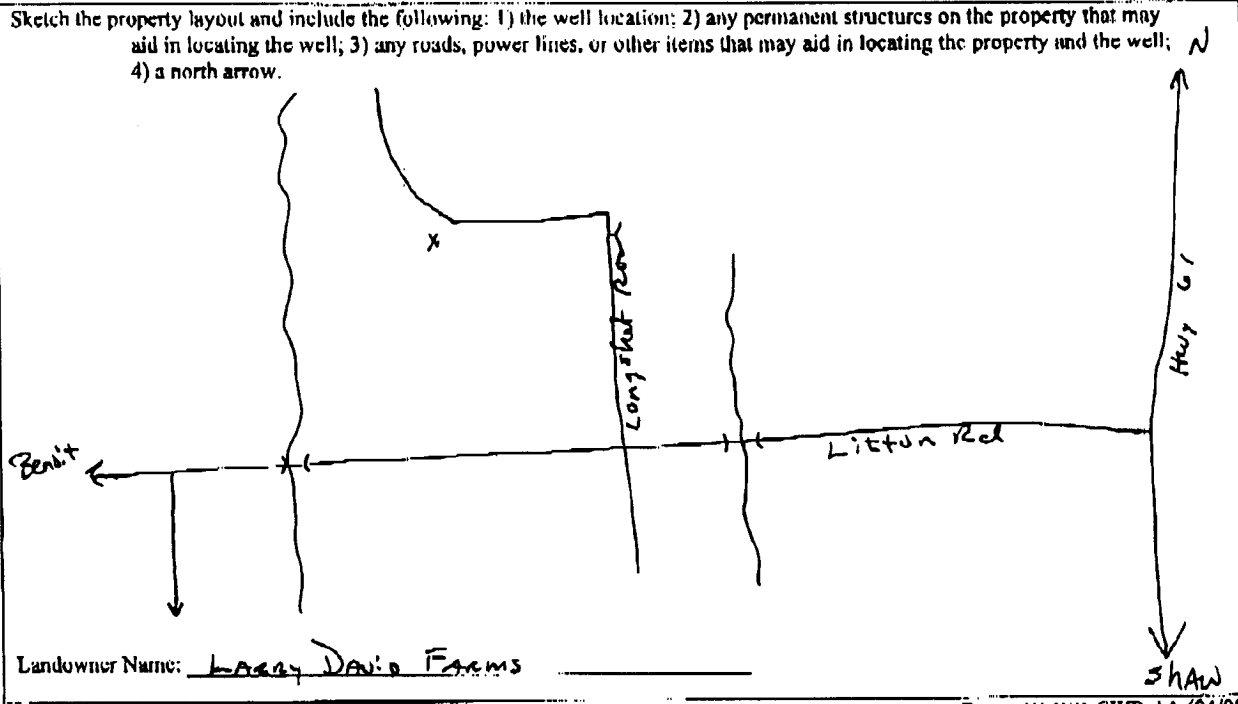 Sketch the property layout and include the following: 1) the well location; 2) any permanent structures on the property that may
aid in locating the well; 3) any roads, power lines, or other items that may aid in locating the property and the well;
4) a north arrow.
N
x
Longshot Road
Hwy 61
Litton Rd
Benoit
Landowner Name: LARRY DAVID FARMS
SHAW